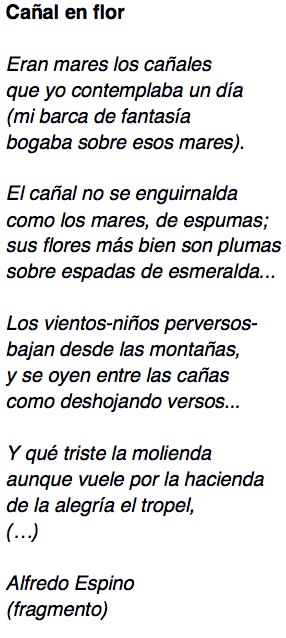 Cañal en flor
Eran mares los cañales
que yo contemplaba un día
(mi barca de fantasía
bogaba sobre esos mares).
El cañal no se enguirnalda
como los mares, de espumas;
sus flores más bien son plumas
sobre espadas de esmeralda...
Los vientos-niños perversos-
bajan desde las montañas,
y se oyen entre las cañas
como deshojando versos...
Y qué triste la molienda
aunque vuele por la hacienda
de la alegría el tropel,
(…)
Alfredo Espino
(fragmento)